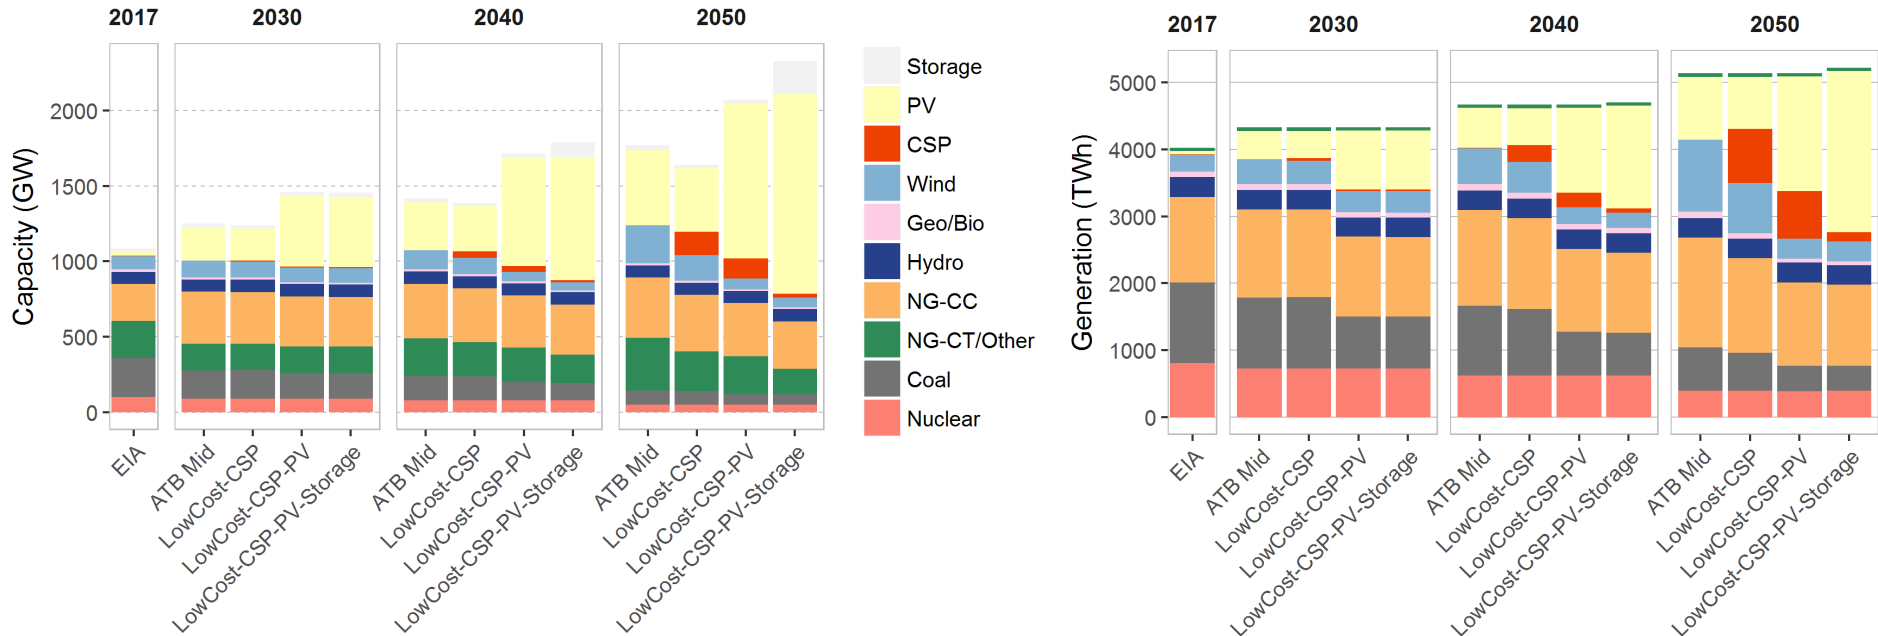 2017
2030
2040
2050
Capacity (GW)
2000
1500
1000
500
0
EIA
ATB Mid
LowCost-CSP
LowCost-CSP-PV
LowCost-CSP-PV-Storage
ATB Mid
LowCost-CSP
LowCost-CSP-PV
LowCost-CSP-PV-Storage
ATB Mid
LowCost-CSP
LowCost-CSP-PV
LowCost-CSP-PV-Storage
Storage
PV
CSP
Wind
Geo/Bio
Hydro
NG-CC
NG-CT/Other
Coal
Nuclear
2017
2030
2040
2050
Generation (TWh)
5000
4000
3000
2000
1000
0
EIA
ATB Mid
LowCost-CSP
LowCost-CSP-PV
LowCost-CSP-PV-Storage
ATB Mid
LowCost-CSP
LowCost-CSP-PV
LowCost-CSP-PV-Storage
ATB Mid
LowCost-CSP
LowCost-CSP-PV
LowCost-CSP-PV-Storage